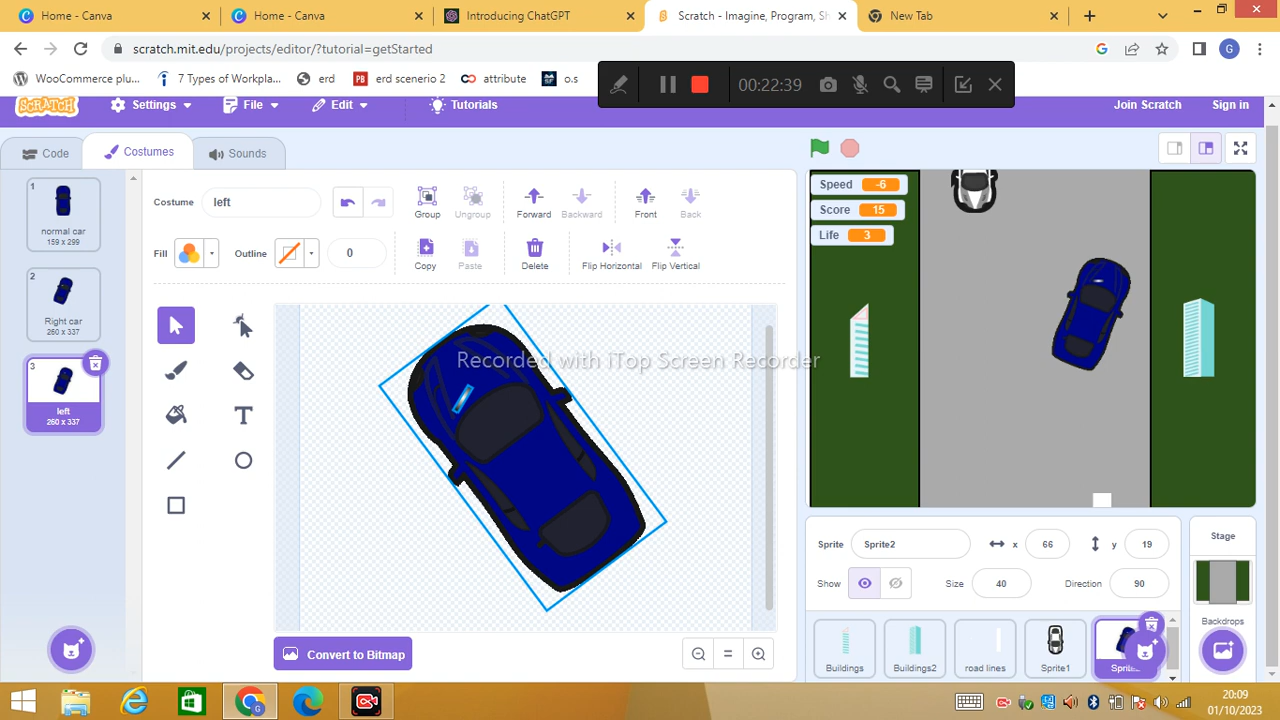 Home - Canva
Home - Canva
Introducing ChatGPT
Scratch - Imagine, Program, Sh
New Tab
scratch.mit.edu/projects/editor/?tutorial=getStarted
G
WooCommerce plu...
7 Types of Workpla...
erd
erd scenerio 2
attribute
o.s
00:22:39
SCRATCH
Settings
File
Edit
Tutorials
Join Scratch
Sign in
Code
Costumes
Sounds
1
normal car
159 x 299
2
Right car
260 x 337
3
left
260 x 337
Costume
left
Group
Ungroup
Forward
Backward
Front
Back
Fill
Outline
0
Copy
Paste
Delete
Flip Horizontal
Flip Vertical
Recorded with iTop Screen Recorder
Convert to Bitmap
Speed -6
Score 15
Life 3
Sprite
Sprite2
x
66
y
19
Show
Size
40
Direction
90
Stage
Backdrops
Buildings
Buildings2
road lines
Sprite1
20:09
01/10/2023